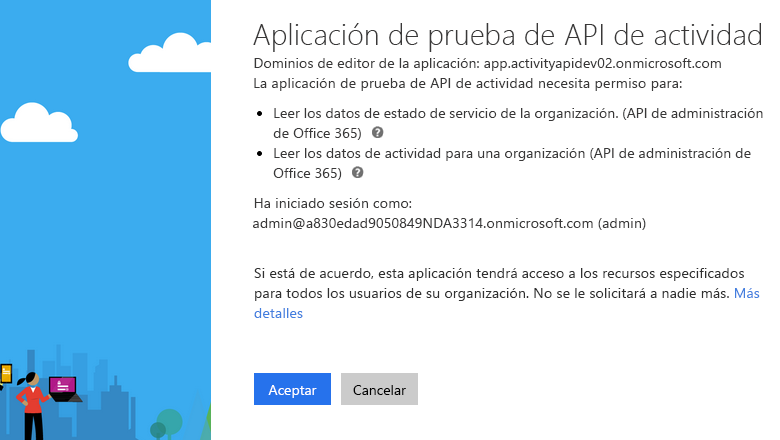 Aplicación de prueba de API de actividad
Dominios de editor de la aplicación: app.activityapidev02.onmicrosoft.com
La aplicación de prueba de API de actividad necesita permiso para:
• Leer los datos de estado de servicio de la organización. (API de administración
de Office 365) ?
• Leer los datos de actividad para una organización (API de administración de
Office 365) ?
Ha iniciado sesión como:
admin@a830edad9050849NDA3314.onmicrosoft.com (admin)
Si está de acuerdo, esta aplicación tendrá acceso a los recursos especificados
para todos los usuarios de su organización. No se le solicitará a nadie más. Más
detalles
Aceptar Cancelar